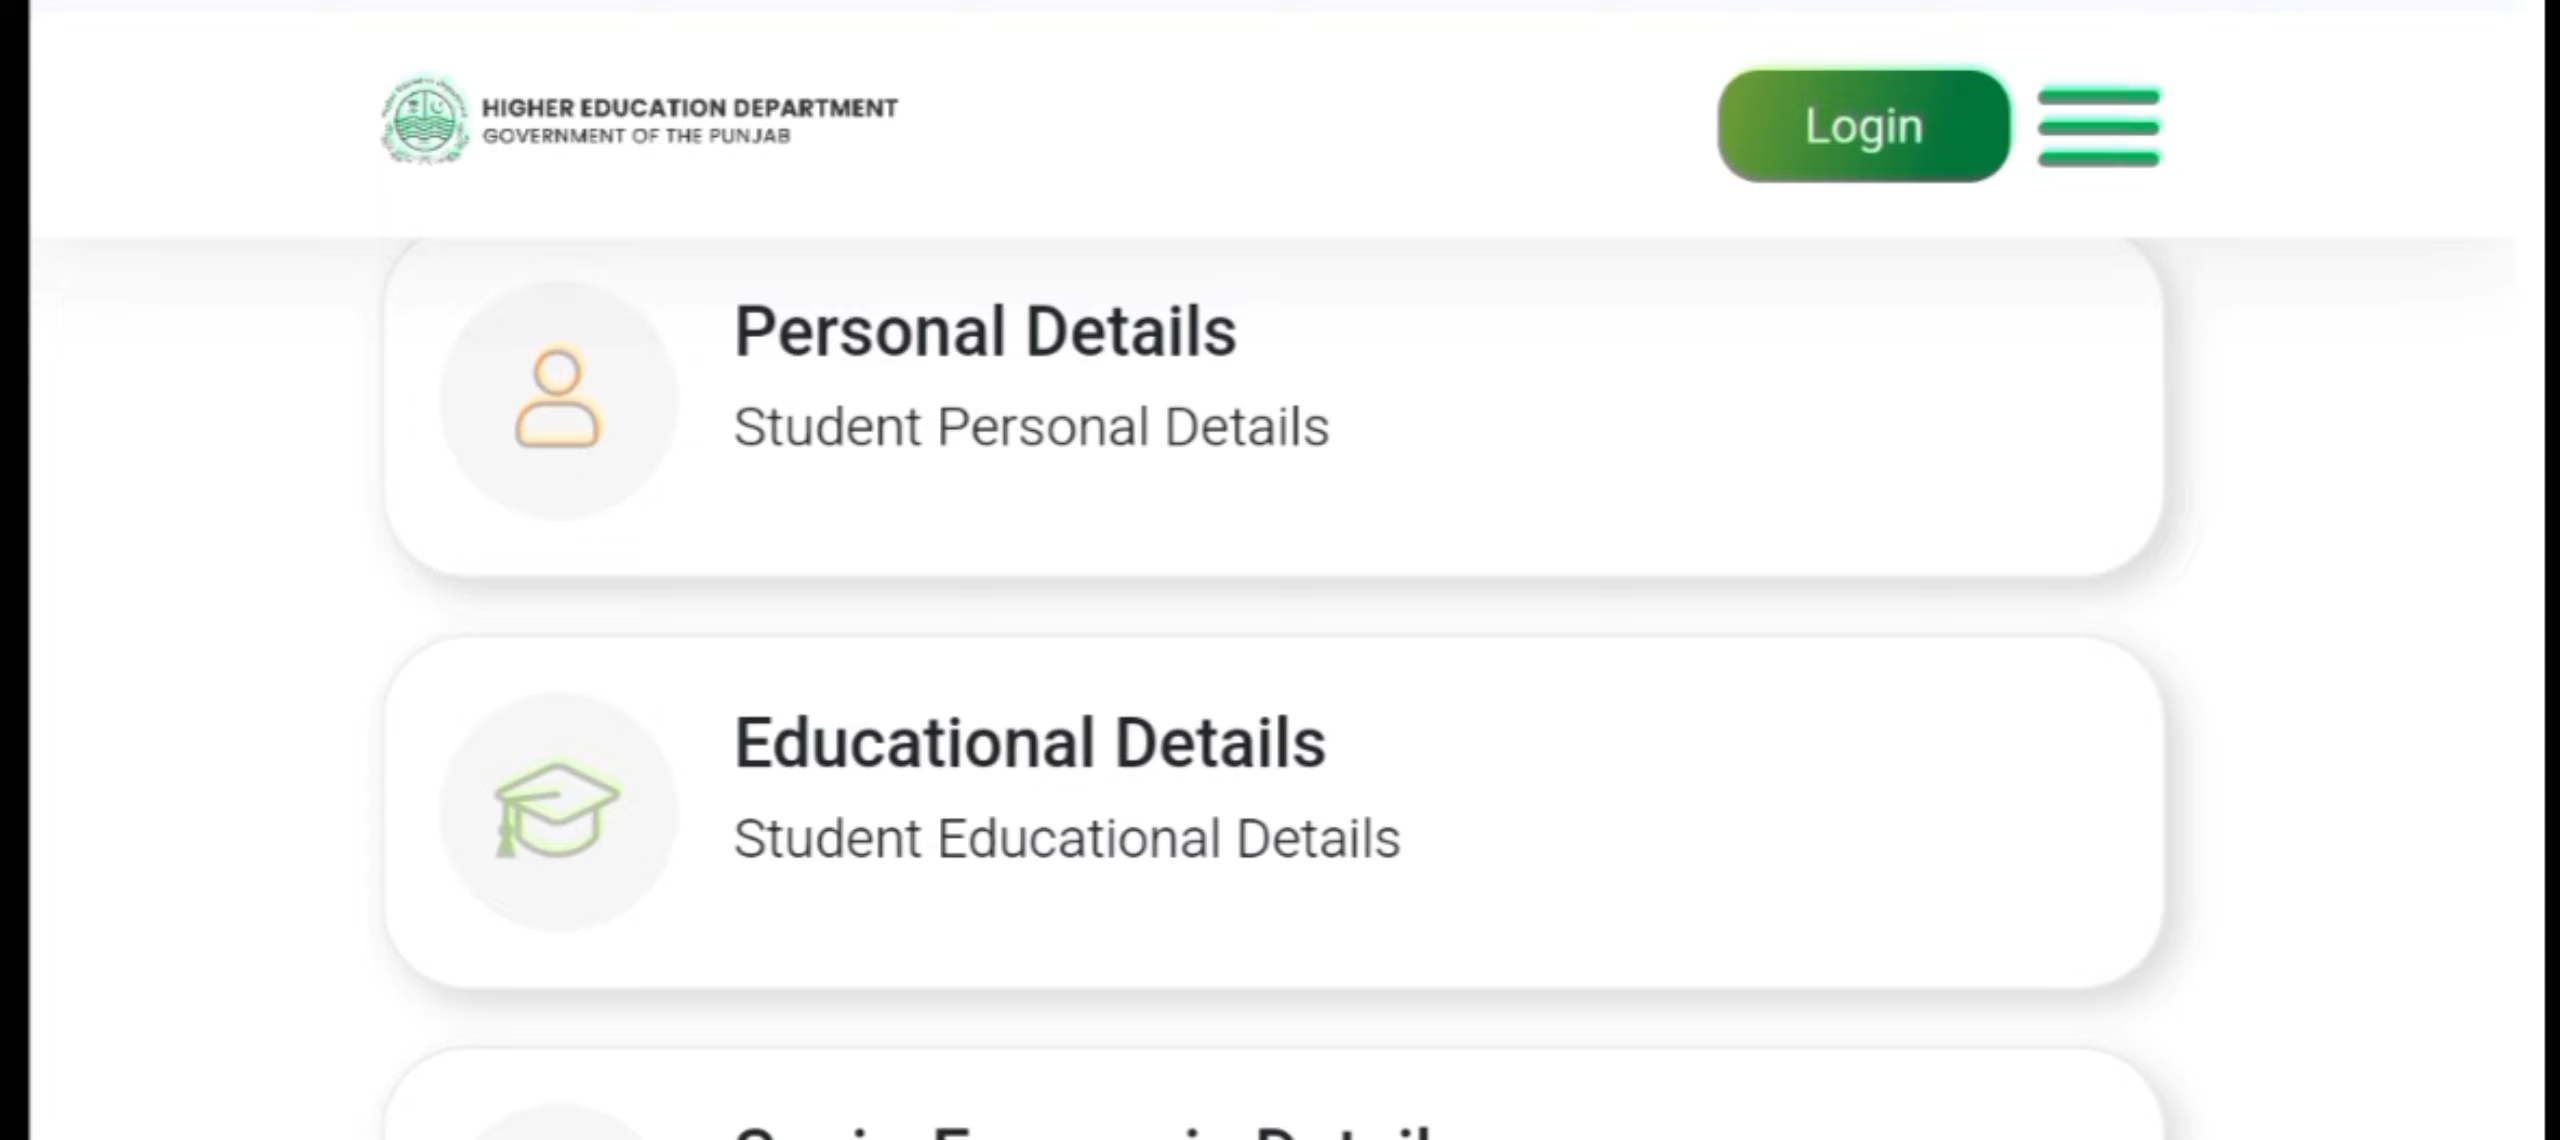 HIGHER EDUCATION DEPARTMENT
GOVERNMENT OF THE PUNJAB
Login
Personal Details
Student Personal Details
Educational Details
Student Educational Details